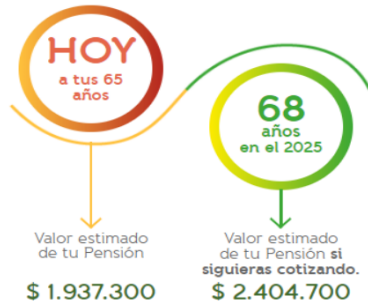 HOY
a tus 65
años
68
años
en el 2025
Valor estimado
de tu Pensión
$ 1.937.300
Valor estimado
de tu Pensión si
siguieras cotizando.
$ 2.404.700